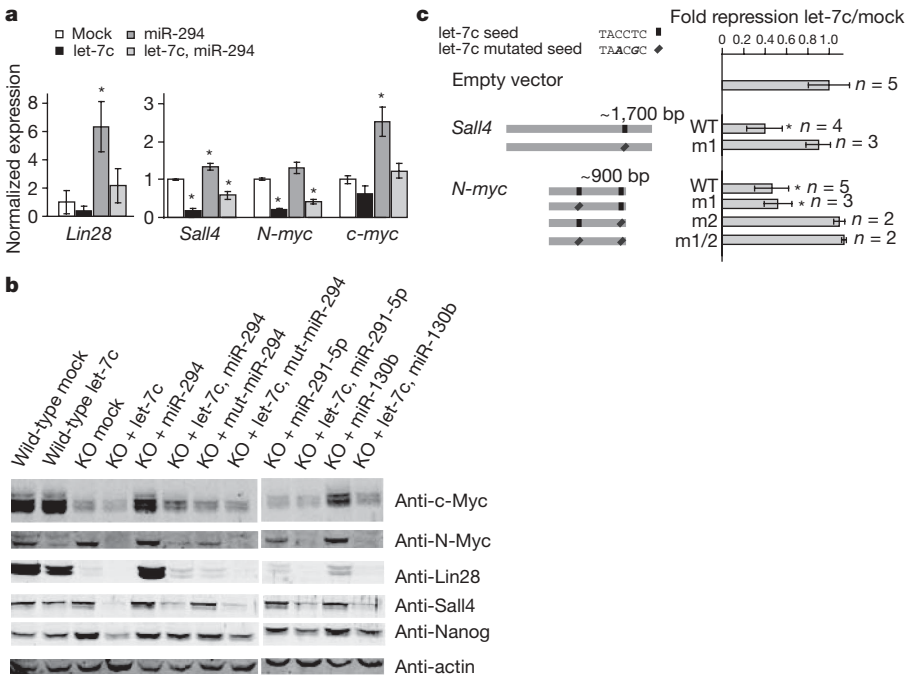 a
Mock miR-294
let-7c let-7c, miR-294
Normalized expression
8
6
4
2
0
3
2
1
0
*
* * *
* *
*
Lin28 Sall4 N-myc c-myc
c
Fold repression let-7c/mock
let-7c seed TACCTC
let-7c mutated seed TAACGC
0 0.2 0.4 0.6 0.8 1.0
Empty vector
n = 5
~1,700 bp
Sall4
WT * n = 4
m1 n = 3
~900 bp
N-myc
WT * n = 5
m1 * n = 3
m2 n = 2
m1/2 n = 2
b
Wild-type mock
Wild-type let-7c
KO mock
KO + let-7c
KO + miR-294
KO + let-7c, miR-294
KO + mut-miR-294
KO + let-7c, mut-miR-294
KO + miR-291-5p
KO + let-7c, miR-291-5p
KO + miR-130b
KO + let-7c, miR-130b
Anti-c-Myc
Anti-N-Myc
Anti-Lin28
Anti-Sall4
Anti-Nanog
Anti-actin